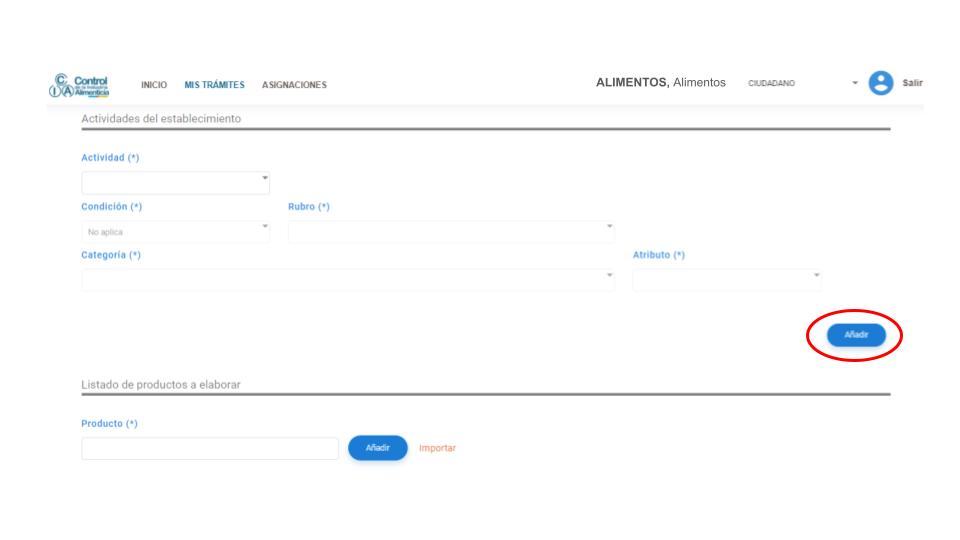 Control
de la Industria
Alimenticia
CIA
INICIO MIS TRÁMITES ASIGNACIONES ALIMENTOS, Alimentos CIUDADANO Salir
Actividades del establecimiento
Actividad (*)
Condición (*) Rubro (*)
No aplica
Categoría (*) Atributo (*)
Añadir
Listado de productos a elaborar
Producto (*)
Añadir Importar